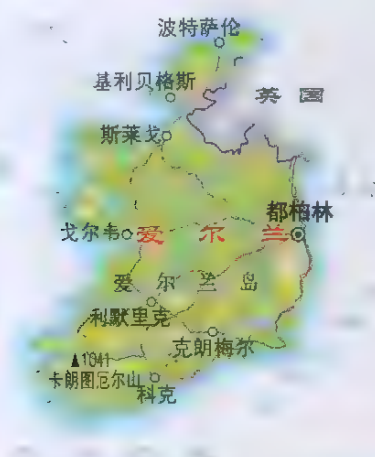 波特萨伦
基利贝格斯
英国
斯莱戈
都柏林
戈尔韦
爱尔兰
爱尔兰岛
利默里克
克朗梅尔
1041
卡朗图厄尔山
科克